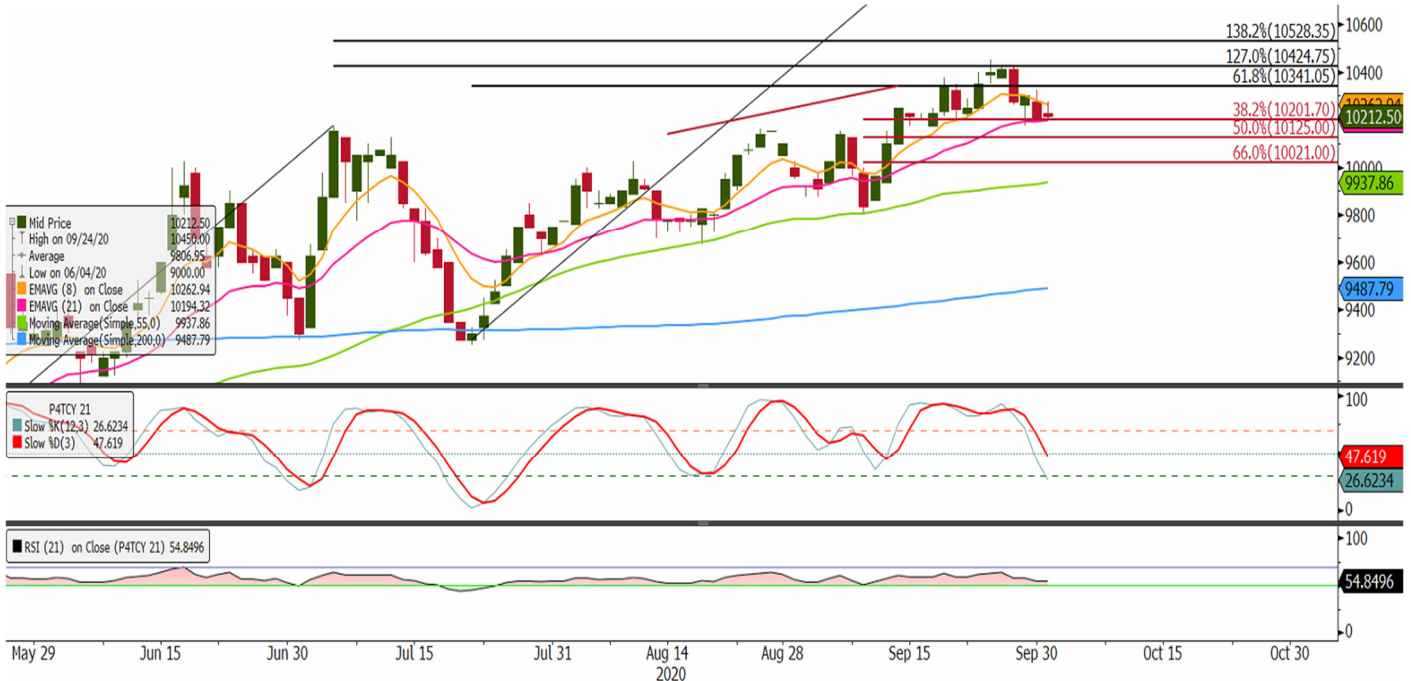 138.2%(10528.35)
127.0%(10424.75)
61.8%(10341.05)
38.2%(10201.70)
50.0%(10125.00)
66.0%(10021.00)
10600
10400
10262.94
10212.50
10000
9937.86
9800
9600
9487.79
9400
9200
Mid Price 10212.50
High on 09/24/20 10450.00
Average 9806.95
Low on 06/04/20 9000.00
EMAVG (8) on Close 10262.94
EMAVG (21) on Close 10194.32
Moving Average(Simple,55,0) 9937.86
Moving Average(Simple,200,0) 9487.79
P4TCY 21
Slow %K(12,3) 26.6234
Slow %D(3) 47.619
100
47.619
26.6234
0
RSI (21) on Close (P4TCY 21) 54.8496
100
54.8496
0
May 29 Jun 15 Jun 30 Jul 15 Jul 31 Aug 14 Aug 28 Sep 15 Sep 30 Oct 15 Oct 30
2020